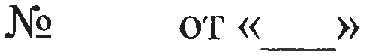 № от «___»